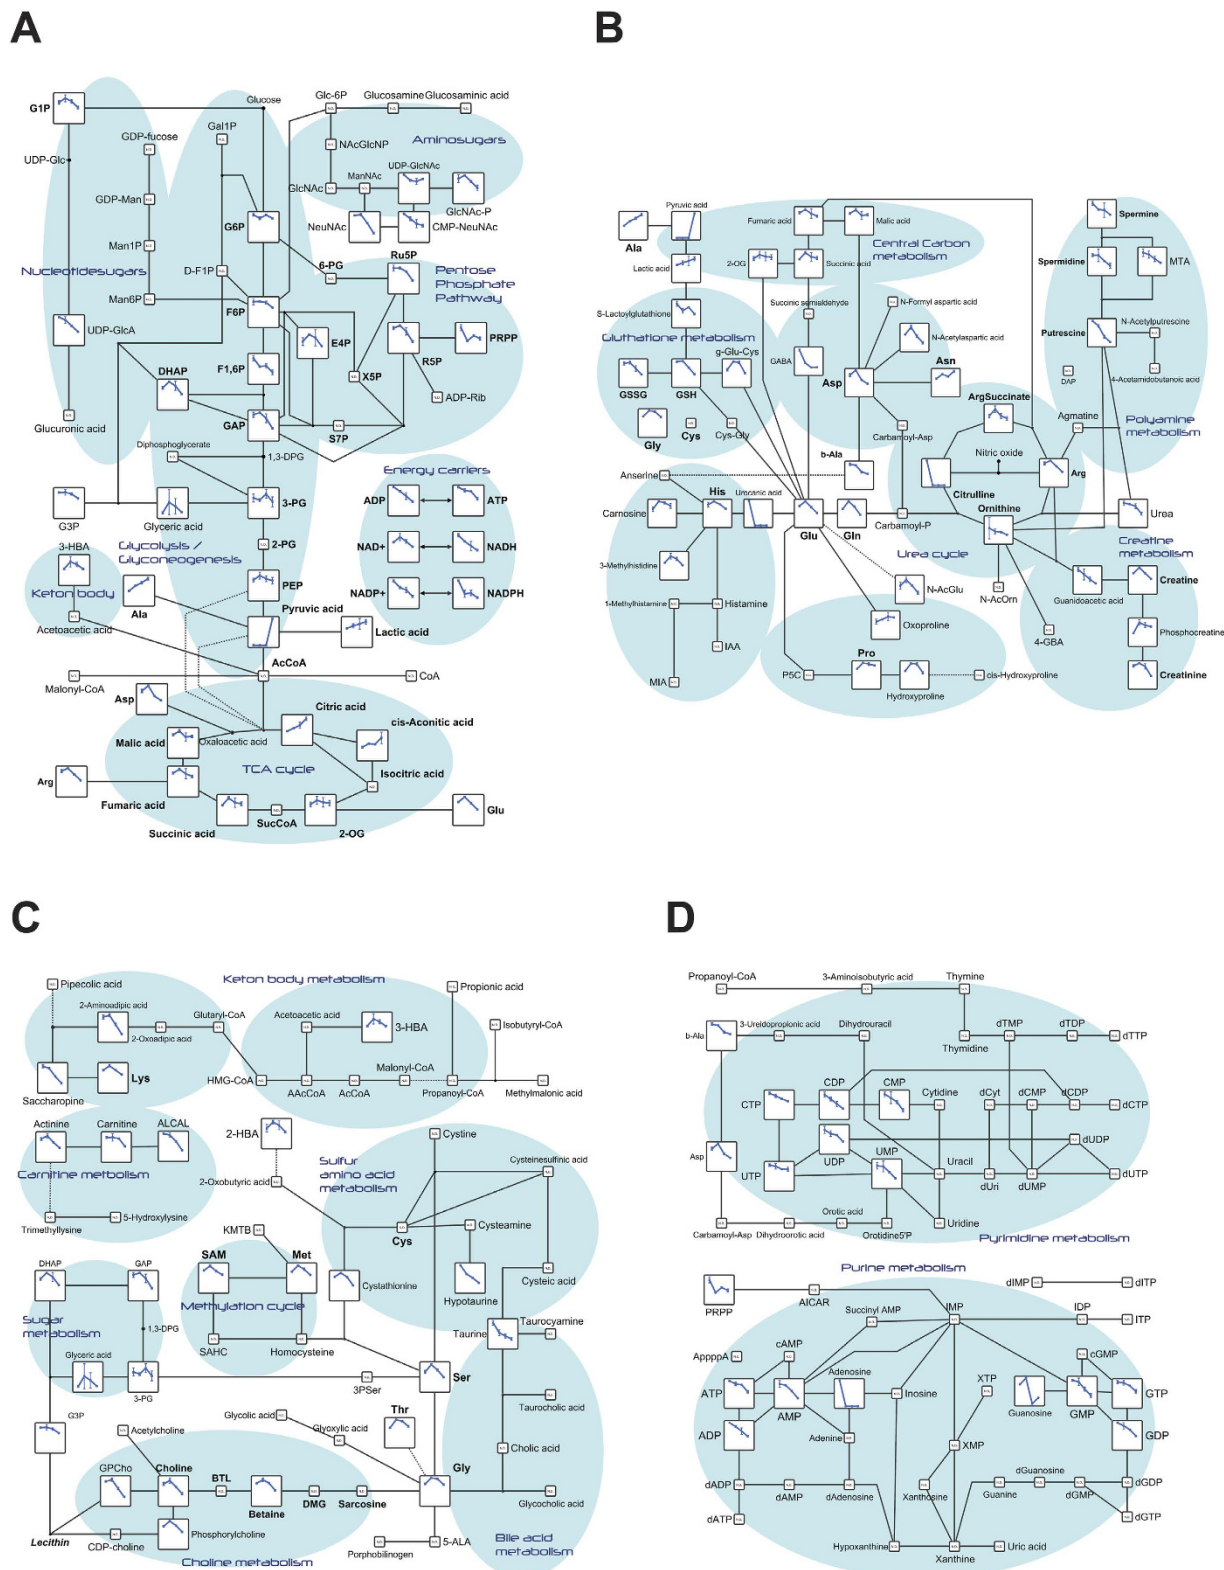 A
G1P
Glucose
Glc-6P
Glucosamine
Glucosaminic acid
Gal1P
GDP-fucose
NAcGlcNP
Aminosugars
UDP-Glc
UDP-GlcNAc
ManNAc
GlcNAc
GlcNAc-P
GDP-Man
G6P
NeuNAc
CMP-NeuNAc
Man1P
Ru5P
Nucleotidesugars
D-F1P
6-PG
Pentose
Phosphate
Pathway
Man6P
F6P
UDP-GlcA
E4P
R5P
PRPP
DHAP
F1,6P
X5P
ADP-Rib
Glucuronic acid
GAP
S7P
Diphosphoglycerate
1,3-DPG
Energy carriers
G3P
Glyceric acid
3-PG
ADP
ATP
Glycolysis /
Glyconeogenesis
2-PG
NAD+
NADH
3-HBA
Keton body
PEP
NADP+
NADPH
Ala
Pyruvic acid
Acetoacetic acid
Lactic acid
AcCoA
Malonyl-CoA
CoA
Asp
Citric acid
cis-Aconitic acid
Malic acid
Oxaloacetic acid
TCA cycle
Isocitric acid
Arg
Fumaric acid
Glu
Succinic acid
SucCoA
2-OG
B
Pyruvic acid
Ala
Fumaric acid
Malic acid
Spermine
Central Carbon
metabolism
Lactic acid
2-OG
Succinic acid
Spermidine
MTA
S-Lactoylglutathione
Succinic semialdehyde
N-Formyl aspartic acid
Glutathione metabolism
g-Glu-Cys
GABA
N-Acetylaspartic acid
Putrescine
N-Acetylputrescine
GSSG
GSH
Asp
Asn
DAP
4-Acetamidobutanoic acid
ArgSuccinate
Gly
Cys
Cys-Gly
Carbamoyl-Asp
Agmatine
Polyamine
metabolism
b-Ala
Nitric oxide
Anserine
Arg
Citrulline
His
Urocanic acid
Carnosine
Glu
Gln
Carbamoyl-P
Ornithine
Urea
Urea cycle
Creatine
metabolism
3-Methylhistidine
N-AcGlu
N-AcOrn
Guanidoacetic acid
Creatine
1-Methylhistamine
Histamine
Oxoproline
Phosphocreatine
IAA
4-GBA
Pro
P5C
Hydroxyproline
cis-Hydroxyproline
Creatinine
MIA
C
Keton body metabolism
Pipecolic acid
Propionic acid
2-Aminoadipic acid
Glutaryl-CoA
Acetoacetic acid
3-HBA
Isobutyryl-CoA
2-Oxoadipic acid
Lys
Malonyl-CoA
HMG-CoA
AAcCoA
AcCoA
Propanoyl-CoA
Methylmalonic acid
Saccharopine
Actinine
Carnitine
ALCAL
2-HBA
Cystine
Sulfur
amino acid
metabolism
Cysteinesulfinic acid
Carnitine metbolism
2-Oxobutyric acid
Trimethyllysine
5-Hydroxylysine
Cysteamine
Cys
KMTB
SAM
Met
DHAP
GAP
Cystathionine
Hypotaurine
Cysteic acid
Methylation cycle
Sugar
metabolism
1,3-DPG
Taurine
Taurocyamine
SAHC
Homocysteine
Glyceric acid
3-PG
3PSer
Ser
Taurocholic acid
Thr
G3P
Glycolic acid
Acetylcholine
Glyoxylic acid
Cholic acid
GPCho
Choline
BTL
Gly
Betaine
DMG
Sarcosine
Glycocholic acid
Lecithin
Phosphorylcholine
CDP-choline
5-ALA
Bile acid
metabolism
Porphobilinogen
Choline metabolism
D
Propanoyl-CoA
3-Aminoisobutyric acid
Thymine
b-Ala
3-Ureidopropionic acid
Dihydrouracil
dTMP
dTDP
dTTP
Thymidine
CDP
CMP
Cytidine
dCyt
dCMP
dCDP
CTP
dCTP
Asp
UDP
UMP
dUDP
UTP
Uracil
dUri
dUMP
dUTP
Orotic acid
Carbamoyl-Asp
Dihydroorotic acid
Orotidine5'P
Uridine
Pyrimidine metabolism
Purine metabolism
PRPP
AICAR
dIMP
dITP
Succinyl AMP
IMP
IDP
ITP
AppppA
cAMP
Adenosine
cGMP
XTP
ATP
AMP
Inosine
Guanosine
GMP
GTP
ADP
Adenine
XMP
GDP
dADP
dAMP
dAdenosine
Xanthosine
Guanine
dGuanosine
dGMP
dGDP
dATP
dGTP
Hypoxanthine
Xanthine
Uric acid